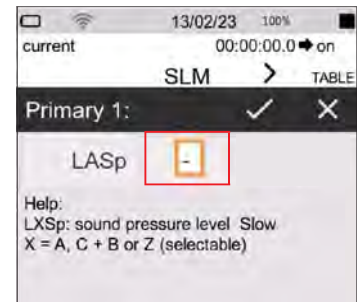 13/02/23 100%
current 00:00:00.0 → on
SLM > TABLE
Primary 1: ✓ ✕
LASp -
Help:
LXSp: sound pressure level Slow
X = A, C + B or Z (selectable)